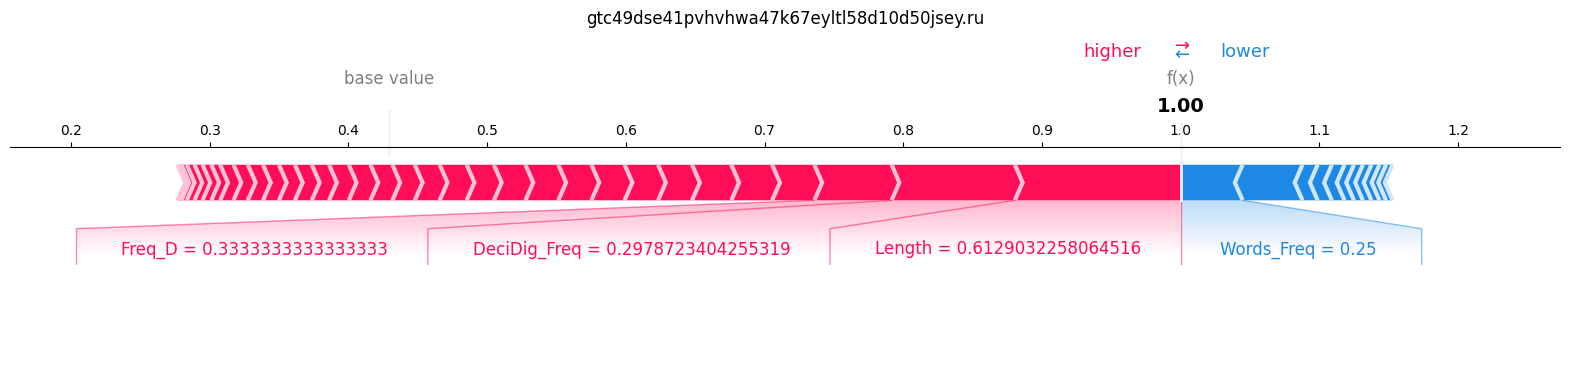 gtc49dse41pvhvhwa47k67eyltl58d10d50jsey.ru
higher → ← lower
base value f(x)
1.00
0.2 0.3 0.4 0.5 0.6 0.7 0.8 0.9 1.0 1.1 1.2
Freq_D = 0.3333333333333333 DeciDig_Freq = 0.2978723404255319 Length = 0.6129032258064516 Words_Freq = 0.25